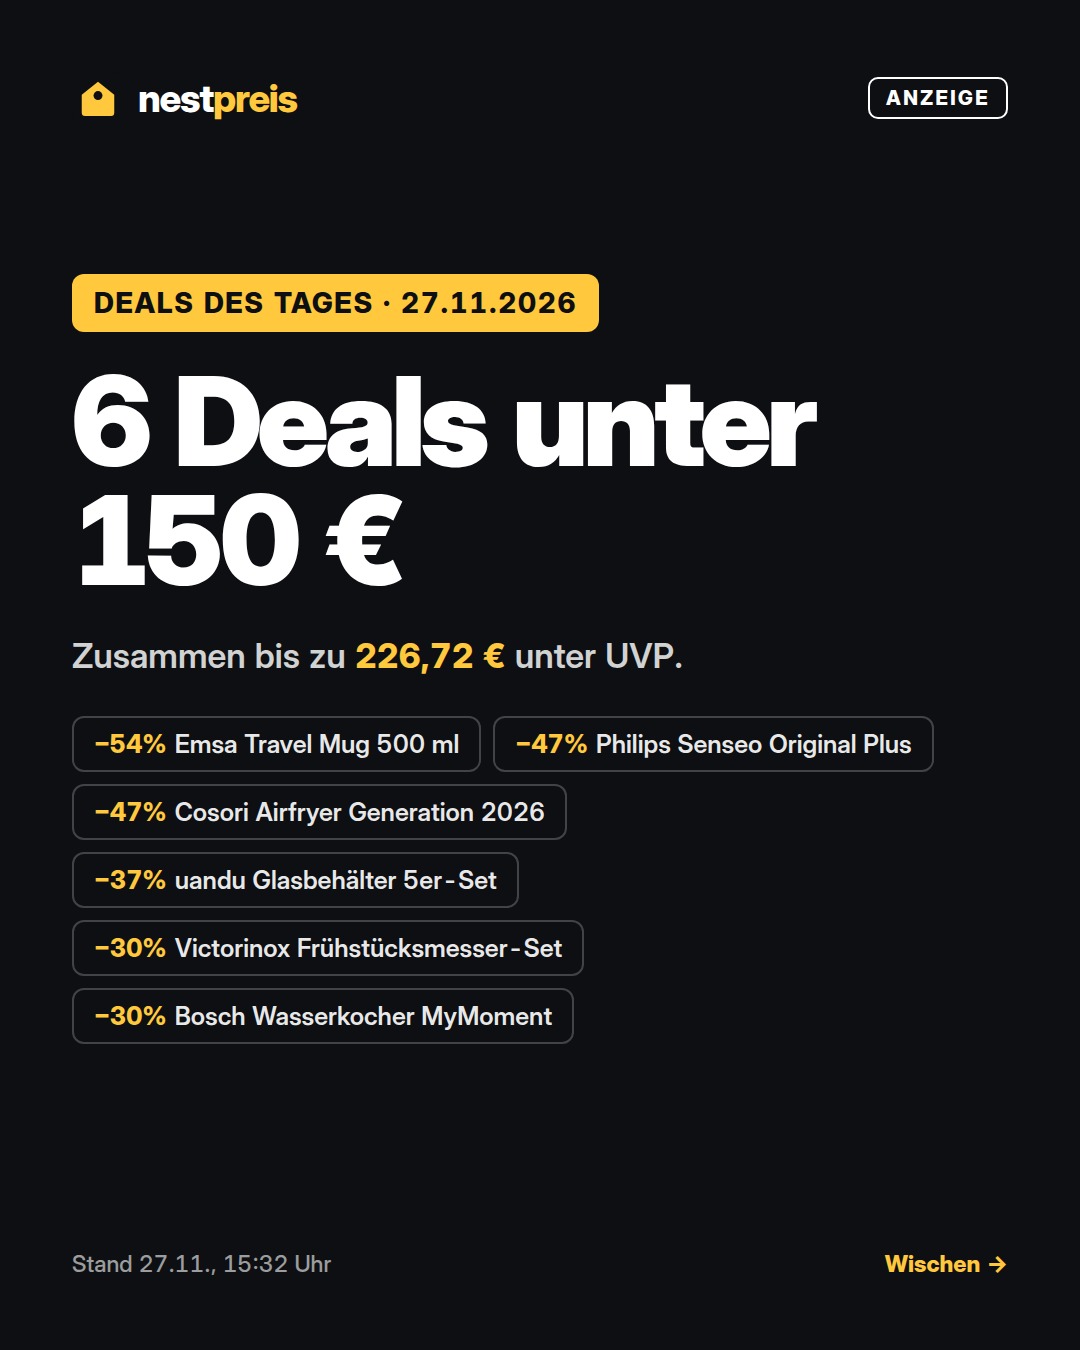 nestpreis
ANZEIGE
DEALS DES TAGES · 27.11.2026
6 Deals unter
150 €
Zusammen bis zu 226,72 € unter UVP.
−54% Emsa Travel Mug 500 ml
−47% Philips Senseo Original Plus
−47% Cosori Airfryer Generation 2026
−37% uandu Glasbehälter 5er-Set
−30% Victorinox Frühstücksmesser-Set
−30% Bosch Wasserkocher MyMoment
Stand 27.11., 15:32 Uhr
Wischen →